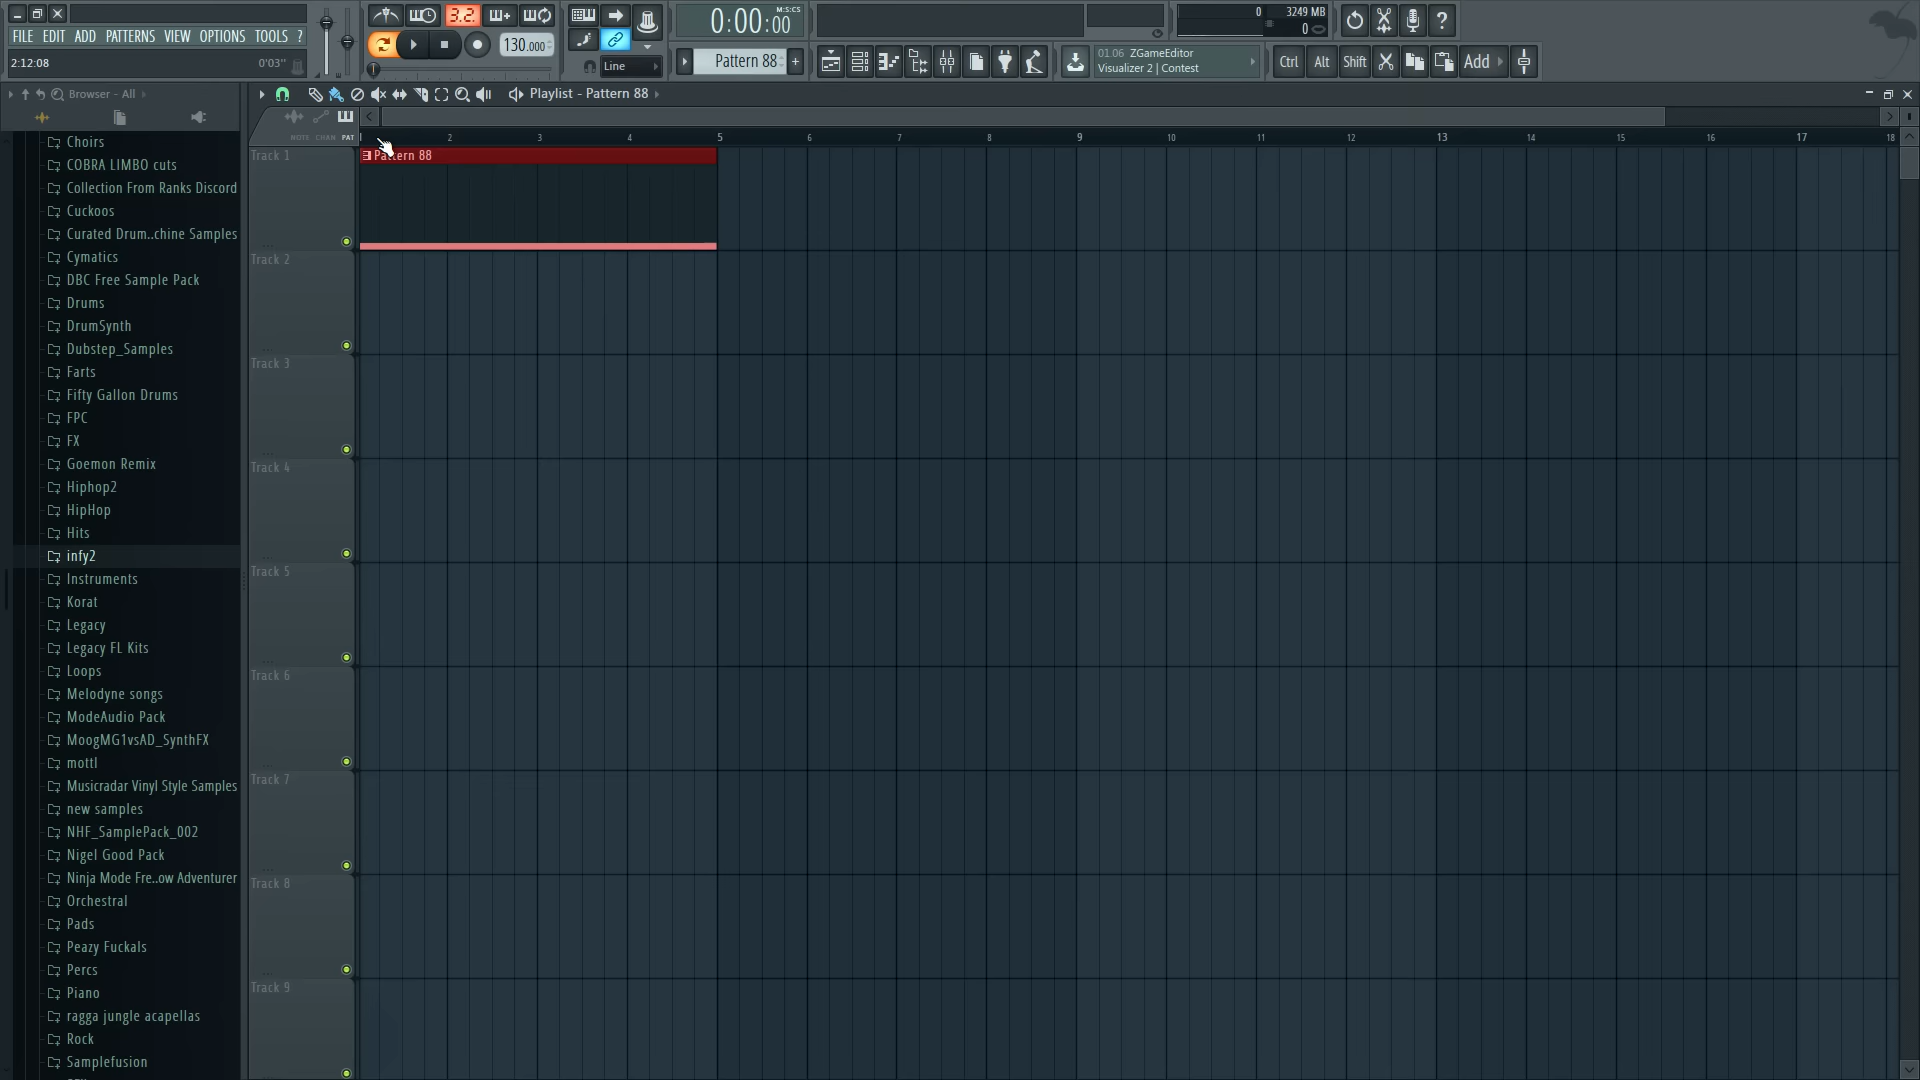 FILE EDIT ADD PATTERNS VIEW OPTIONS TOOLS ?
2:12:08 0'03"
3.2.
130.000
Line
0:00:00
M:S:CS
Pattern 88 +
0 3249 MB
0
01.06 ZGameEditor
Visualizer 2 | Contest
Ctrl Alt Shift
Add
?
Browser - All
Playlist - Pattern 88
NOTE CHAN PAT
1 2 3 4 5 6 7 8 9 10 11 12 13 14 15 16 17 18
Choirs
COBRA LIMBO cuts
Collection From Ranks Discord
Cuckoos
Curated Drum..chine Samples
Cymatics
DBC Free Sample Pack
Drums
DrumSynth
Dubstep_Samples
Farts
Fifty Gallon Drums
FPC
FX
Goemon Remix
Hiphop2
HipHop
Hits
infy2
Instruments
Korat
Legacy
Legacy FL Kits
Loops
Melodyne songs
ModeAudio Pack
MoogMG1vsAD_SynthFX
mottl
Musicradar Vinyl Style Samples
new samples
NHF_SamplePack_002
Nigel Good Pack
Ninja Mode Fre..ow Adventurer
Orchestral
Pads
Peazy Fuckals
Percs
Piano
ragga jungle acapellas
Rock
Samplefusion
Track 1
Pattern 88
Track 2
Track 3
Track 4
Track 5
Track 6
Track 7
Track 8
Track 9